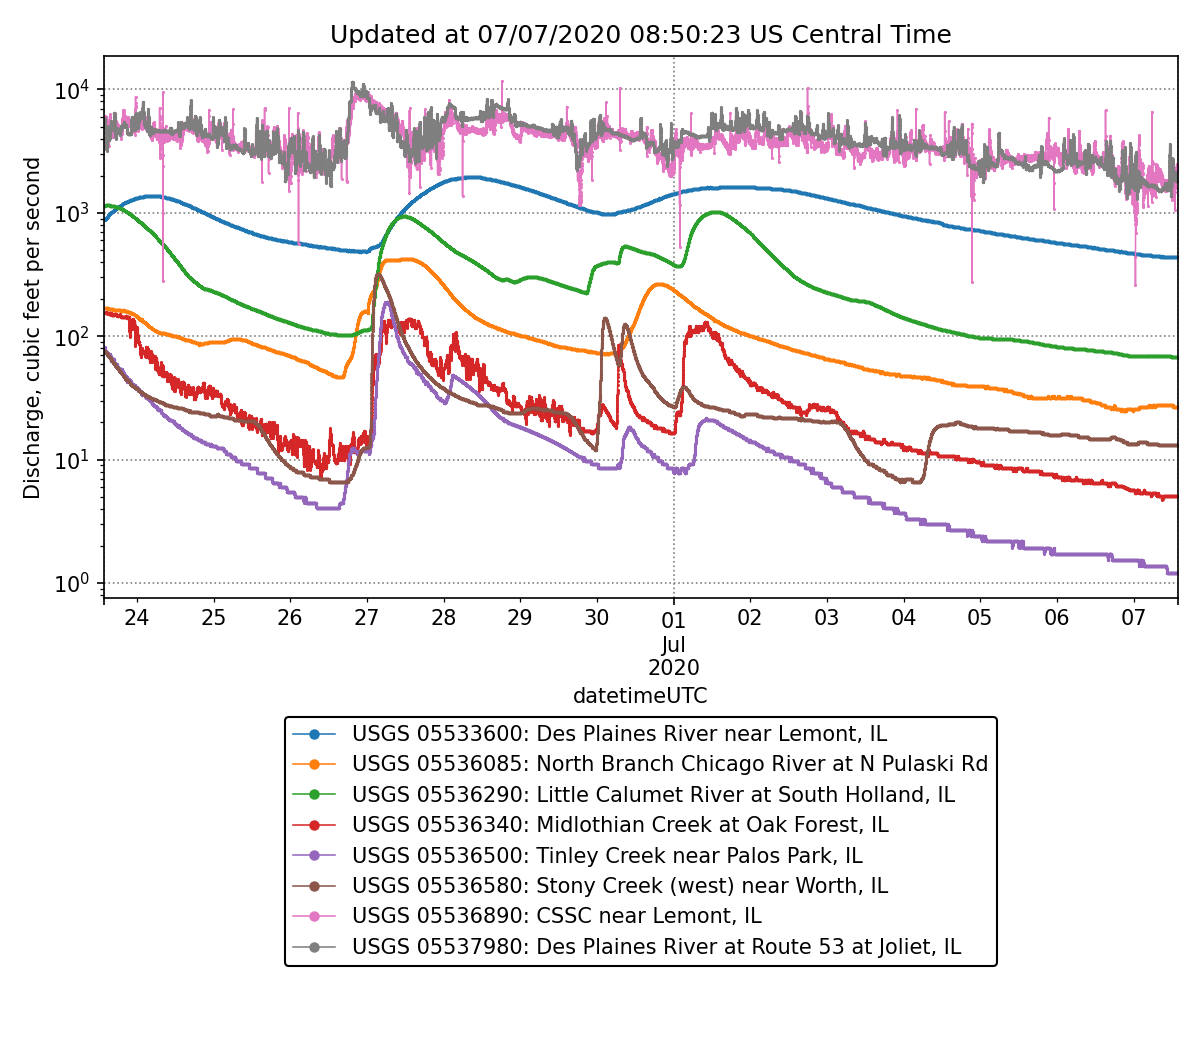 Updated at 07/07/2020 08:50:23 US Central Time
Discharge, cubic feet per second
10^4
10^3
10^2
10^1
10^0
24 25 26 27 28 29 30 01 02 03 04 05 06 07
Jul
2020
datetimeUTC
USGS 05533600: Des Plaines River near Lemont, IL
USGS 05536085: North Branch Chicago River at N Pulaski Rd
USGS 05536290: Little Calumet River at South Holland, IL
USGS 05536340: Midlothian Creek at Oak Forest, IL
USGS 05536500: Tinley Creek near Palos Park, IL
USGS 05536580: Stony Creek (west) near Worth, IL
USGS 05536890: CSSC near Lemont, IL
USGS 05537980: Des Plaines River at Route 53 at Joliet, IL